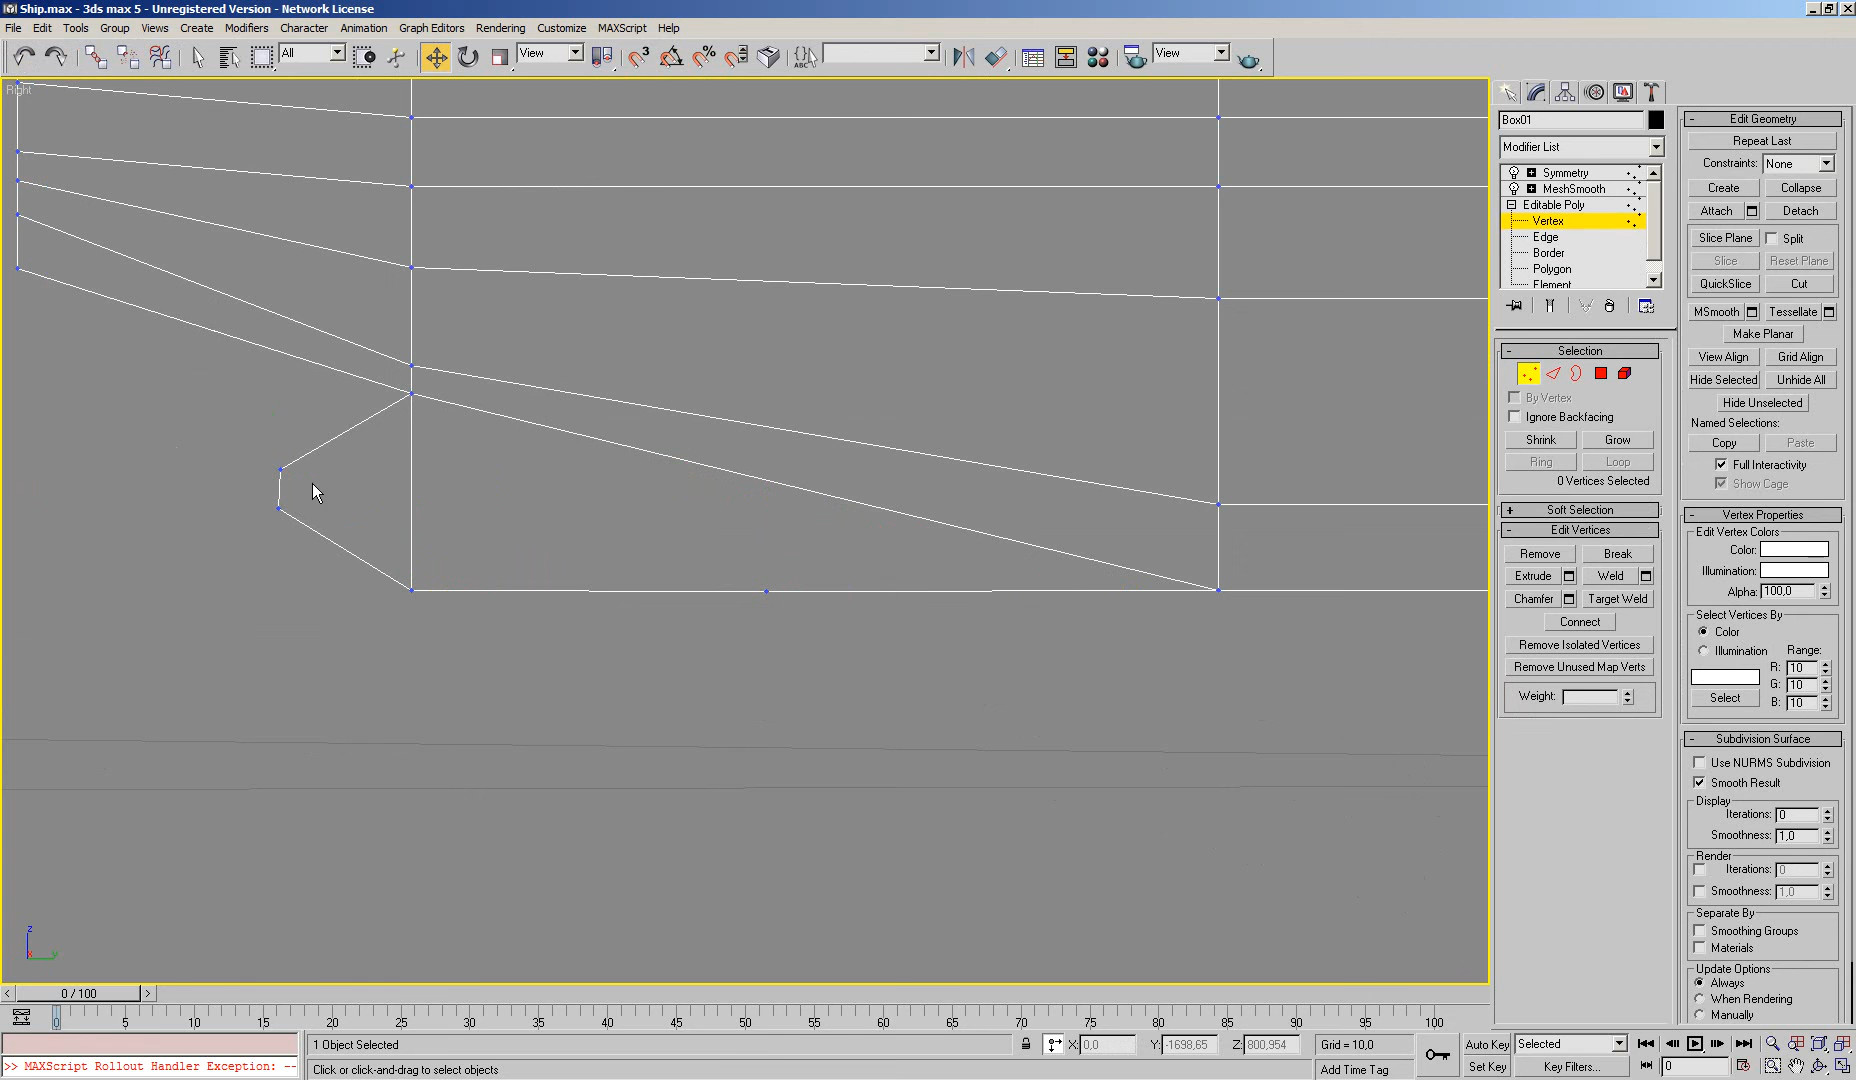 Ship.max - 3ds max 5 - Unregistered Version - Network License
File Edit Tools Group Views Create Modifiers Character Animation Graph Editors Rendering Customize MAXScript Help
All View 3 % ABC View
Right
Box01
Modifier List
Symmetry
MeshSmooth
Editable Poly
Vertex
Edge
Border
Polygon
Element
- Selection
By Vertex
Ignore Backfacing
Shrink Grow
Ring Loop
0 Vertices Selected
+ Soft Selection
- Edit Vertices
Remove Break
Extrude Weld
Chamfer Target Weld
Connect
Remove Isolated Vertices
Remove Unused Map Verts
Weight:
- Edit Geometry
Repeat Last
Constraints: None
Create Collapse
Attach Detach
Slice Plane Split
Slice Reset Plane
QuickSlice Cut
MSmooth Tessellate
Make Planar
View Align Grid Align
Hide Selected Unhide All
Hide Unselected
Named Selections:
Copy Paste
Full Interactivity
Show Cage
- Vertex Properties
Edit Vertex Colors
Color:
Illumination:
Alpha: 100,0
Select Vertices By
Color
Illumination Range:
R: 10
G: 10
Select B: 10
- Subdivision Surface
Use NURMS Subdivision
Smooth Result
Display
Iterations: 0
Smoothness: 1,0
Render
Iterations: 0
Smoothness: 1,0
Separate By
Smoothing Groups
Materials
Update Options
Always
When Rendering
Manually
z
x y
< 0 / 100 >
0 5 10 15 20 25 30 35 40 45 50 55 60 65 70 75 80 85 90 95 100
1 Object Selected X: 0,0 Y: -1698,65 Z: 800,954 Grid = 10,0 Auto Key Selected
>> MAXScript Rollout Handler Exception: --
Click or click-and-drag to select objects Add Time Tag Set Key Key Filters... 0